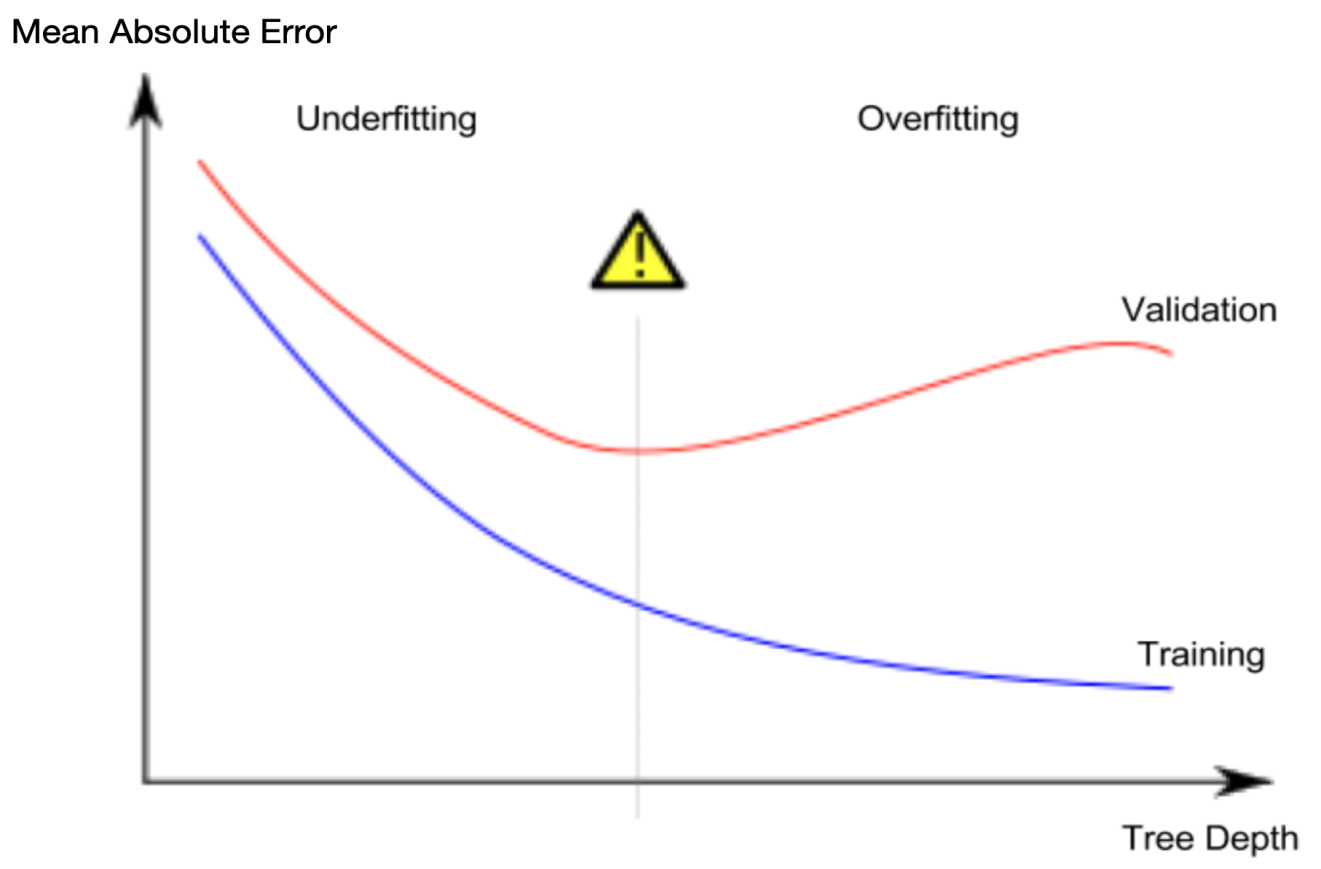 Mean Absolute Error
Underfitting
Overfitting
!
Validation
Training
Tree Depth